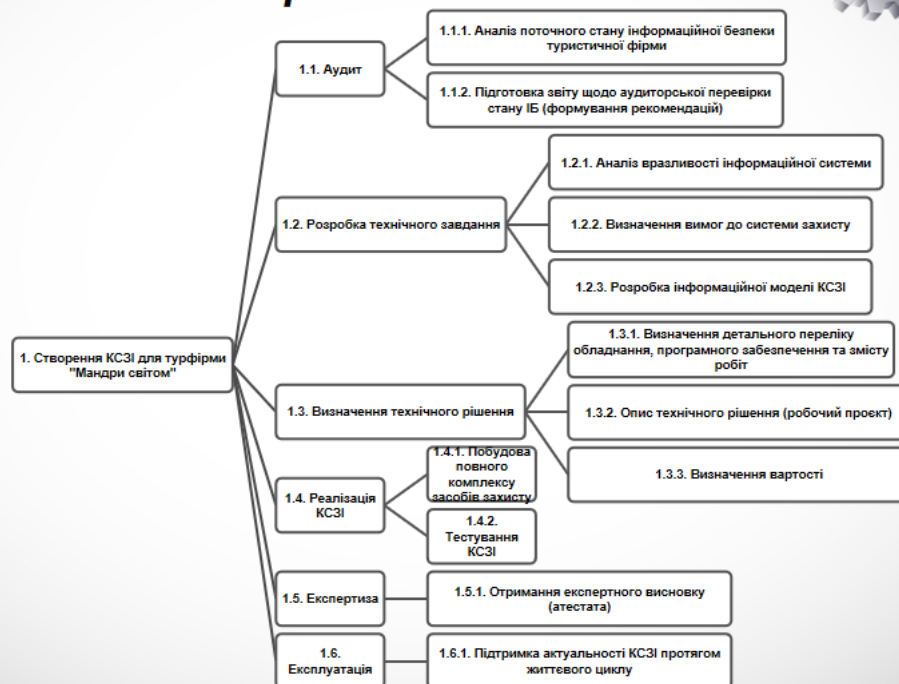 1. Створення КСЗІ для турфірми
"Мандри світом"
1.1. Аудит
1.1.1. Аналіз поточного стану інформаційної безпеки
туристичної фірми
1.1.2. Підготовка звіту щодо аудиторської перевірки
стану ІБ (формування рекомендацій)
1.2. Розробка технічного завдання
1.2.1. Аналіз вразливості інформаційної системи
1.2.2. Визначення вимог до системи захисту
1.2.3. Розробка інформаційної моделі КСЗІ
1.3. Визначення технічного рішення
1.3.1. Визначення детального переліку
обладнання, програмного забезпечення та змісту
робіт
1.3.2. Опис технічного рішення (робочий проєкт)
1.3.3. Визначення вартості
1.4. Реалізація
КСЗІ
1.4.1. Побудова
повного
комплексу
засобів захисту
1.4.2.
Тестування
КСЗІ
1.5. Експертиза
1.5.1. Отримання експертного висновку
(атестата)
1.6.
Експлуатація
1.6.1. Підтримка актуальності КСЗІ протягом
життєвого циклу